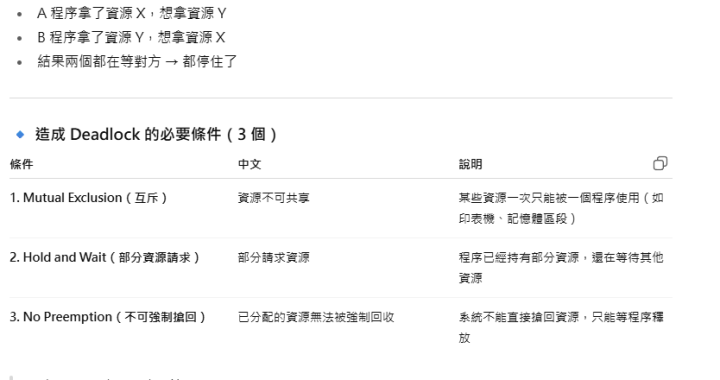 A 程序拿了資源 X，想拿資源 Y
B 程序拿了資源 Y，想拿資源 X
結果兩個都在等對方 → 都停住了
造成 Deadlock 的必要條件（3 個）
條件 中文 說明
1. Mutual Exclusion（互斥） 資源不可共享 某些資源一次只能被一個程序使用（如
印表機、記憶體區段）
2. Hold and Wait（部分資源請求） 部分請求資源 程序已經持有部分資源，還在等待其他
資源
3. No Preemption（不可強制搶回） 已分配的資源無法被強制回收 系統不能直接搶回資源，只能等程序釋
放